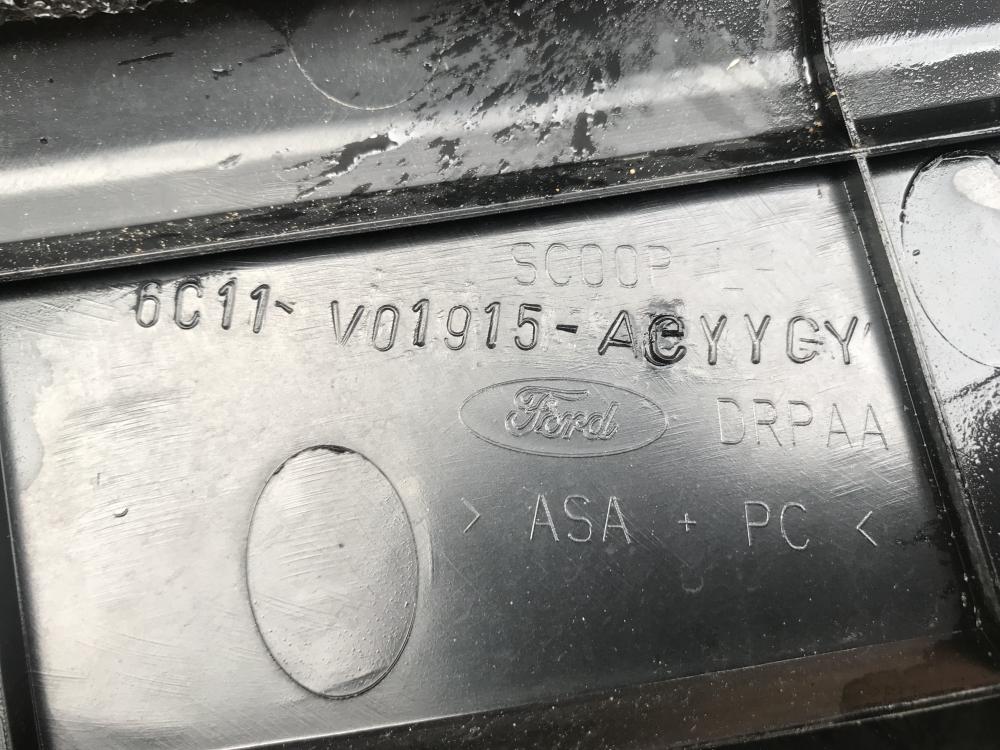 SCOOP L -
6C11- V01915-ACYYGY
Ford DRPAA
> ASA + PC <